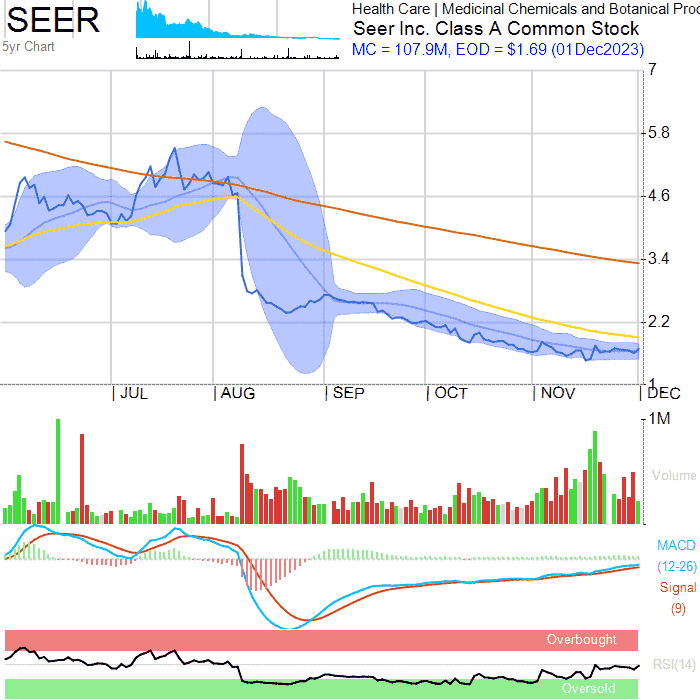 SEER
5yr Chart
Health Care | Medicinal Chemicals and Botanical Proc
Seer Inc. Class A Common Stock
MC = 107.9M, EOD = $1.69 (01Dec2023)
7
5.8
4.6
3.4
2.2
1
JUL AUG SEP OCT NOV DEC
1M
Volume
MACD
(12-26)
Signal
(9)
Overbought
RSI(14)
Oversold